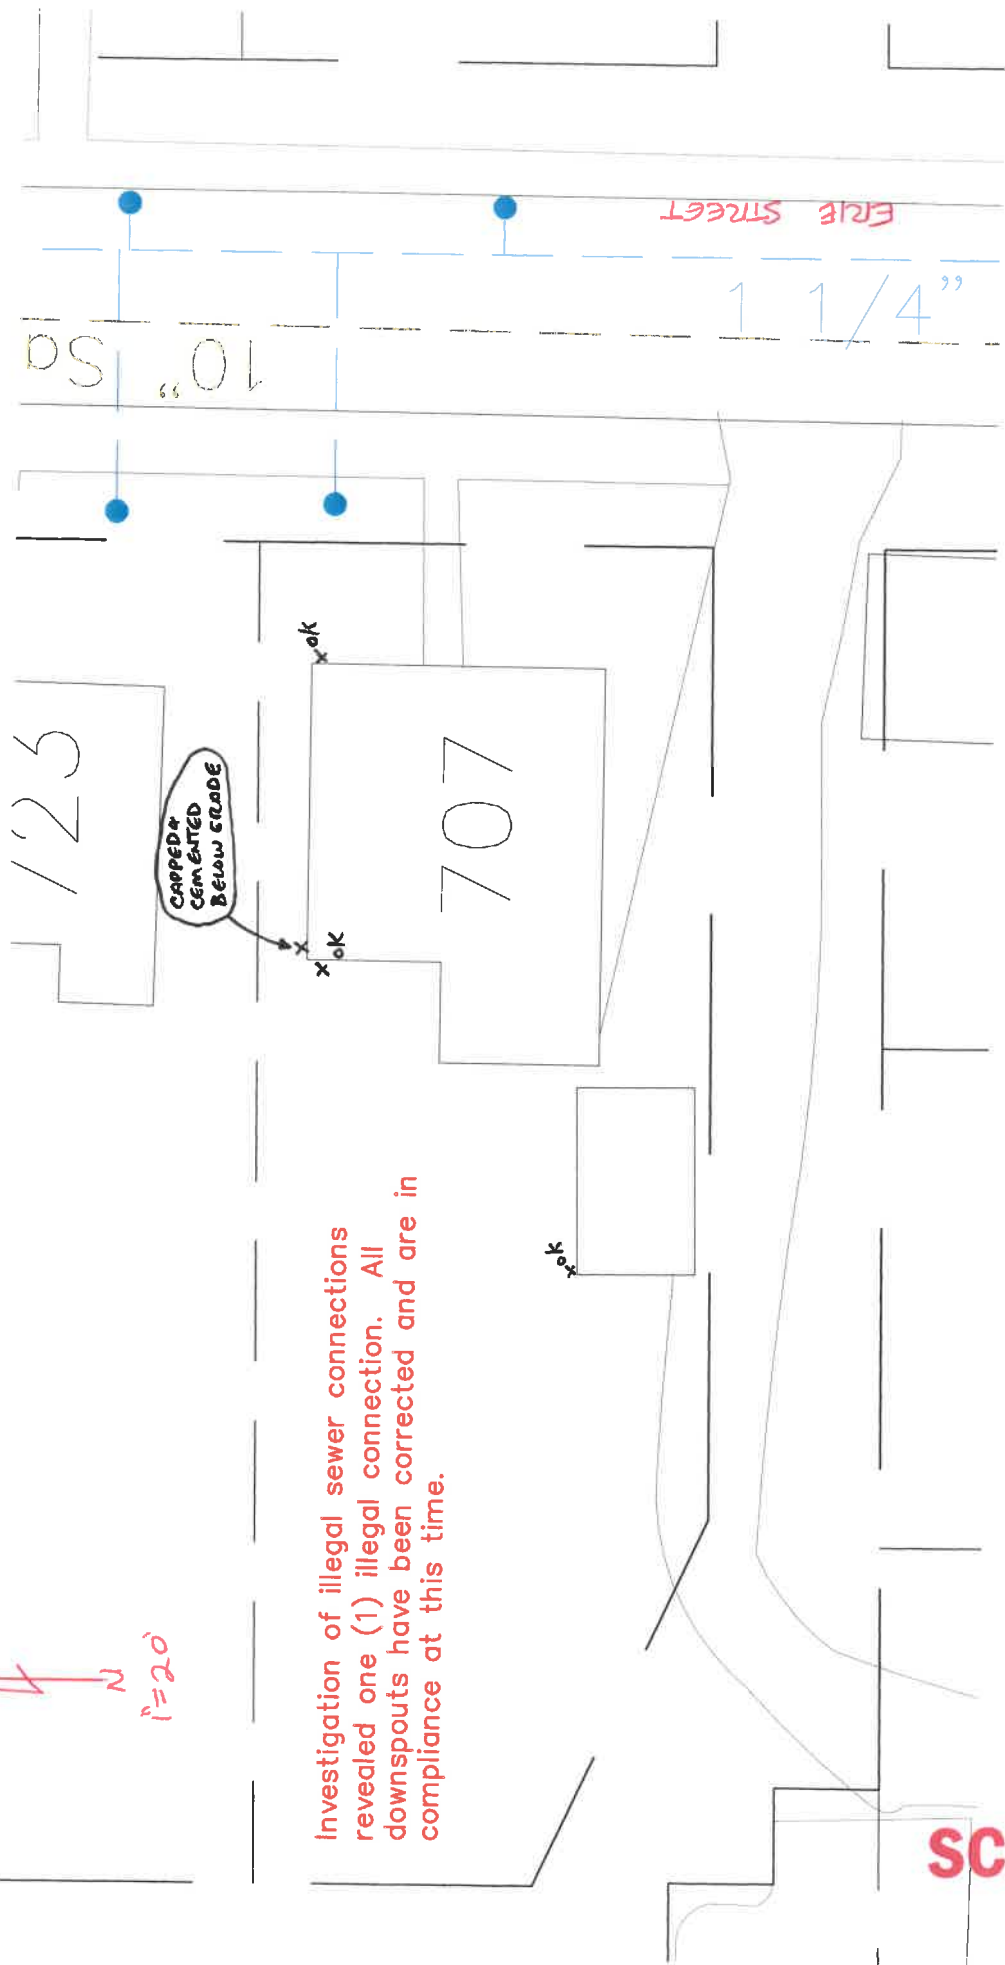 ERIE STREET
1 1/4"
10" Sa
OK
723
707
CAPPED &
CEMENTED
BELOW GRADE
OK
OK
Investigation of illegal sewer connections
revealed one (1) illegal connection. All
downspouts have been corrected and are in
compliance at this time.
N
1"=20'
SC